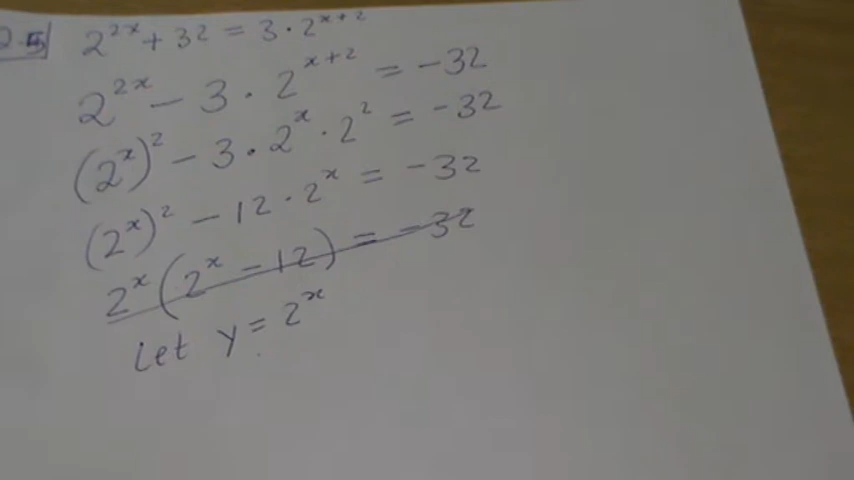 2.5 2^{2x} + 32 = 3 · 2^{x+2}
2^{2x} - 3 · 2^{x+2} = -32
(2^x)^2 - 3 · 2^x · 2^2 = -32
(2^x)^2 - 12 · 2^x = -32
2^x (2^x - 12) = -32
Let y = 2^x